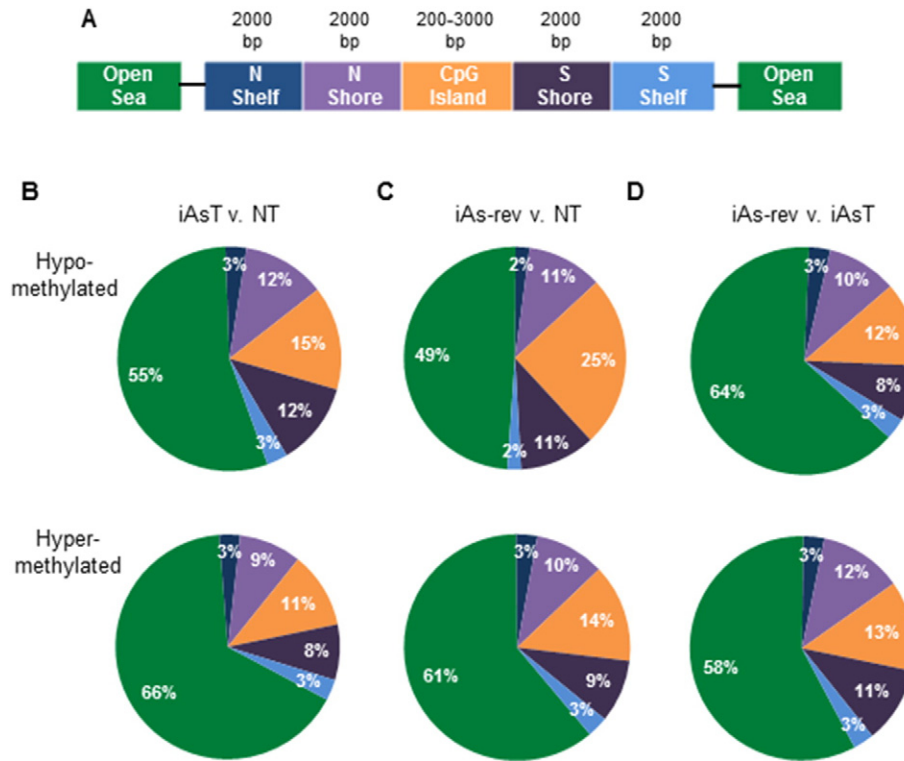 A
2000 bp
2000 bp
200-3000 bp
2000 bp
2000 bp
Open Sea
N Shelf
N Shore
CpG Island
S Shore
S Shelf
Open Sea
B
C
D
iAsT v. NT
iAs-rev v. NT
iAs-rev v. iAsT
Hypo-
methylated
3%
12%
15%
12%
3%
55%
2%
11%
25%
11%
2%
49%
3%
10%
12%
8%
3%
64%
Hyper-
methylated
3%
9%
11%
8%
3%
66%
3%
10%
14%
9%
3%
61%
3%
12%
13%
11%
3%
58%